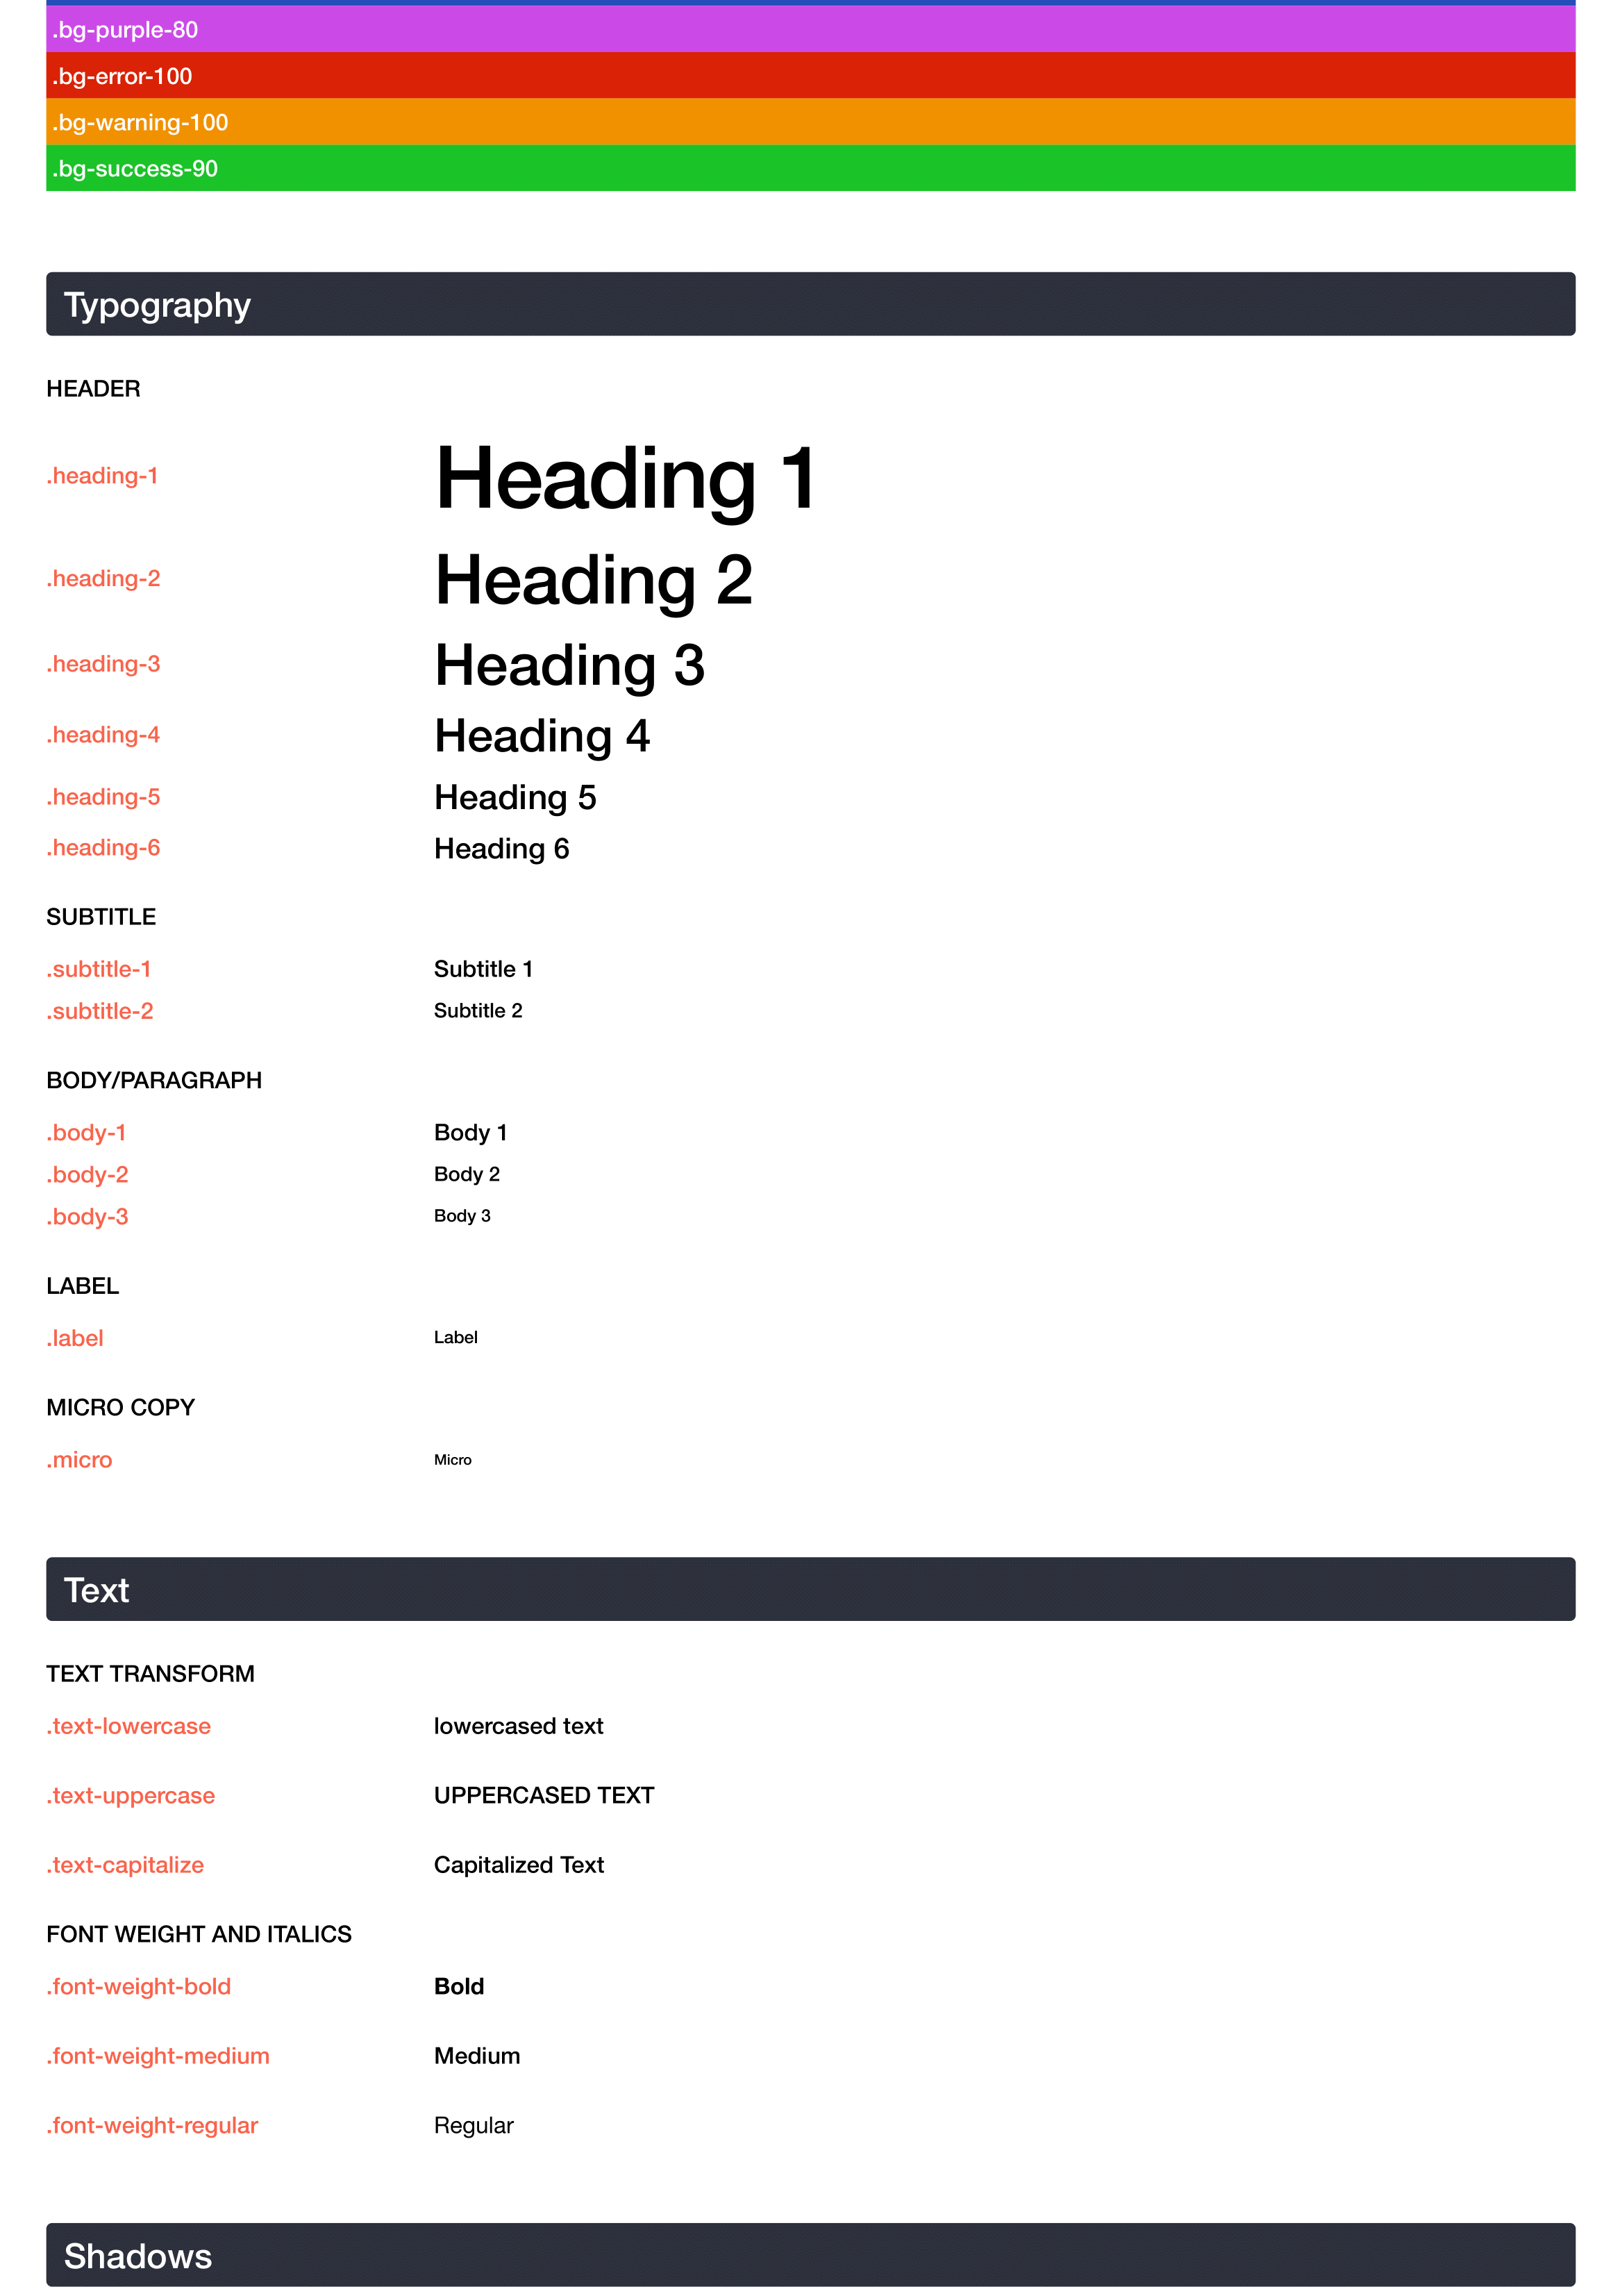 .bg-purple-80
.bg-error-100
.bg-warning-100
.bg-success-90
Typography
HEADER
.heading-1 Heading 1
.heading-2 Heading 2
.heading-3 Heading 3
.heading-4 Heading 4
.heading-5 Heading 5
.heading-6 Heading 6
SUBTITLE
.subtitle-1 Subtitle 1
.subtitle-2 Subtitle 2
BODY/PARAGRAPH
.body-1 Body 1
.body-2 Body 2
.body-3 Body 3
LABEL
.label Label
MICRO COPY
.micro Micro
Text
TEXT TRANSFORM
.text-lowercase lowercased text
.text-uppercase UPPERCASED TEXT
.text-capitalize Capitalized Text
FONT WEIGHT AND ITALICS
.font-weight-bold Bold
.font-weight-medium Medium
.font-weight-regular Regular
Shadows